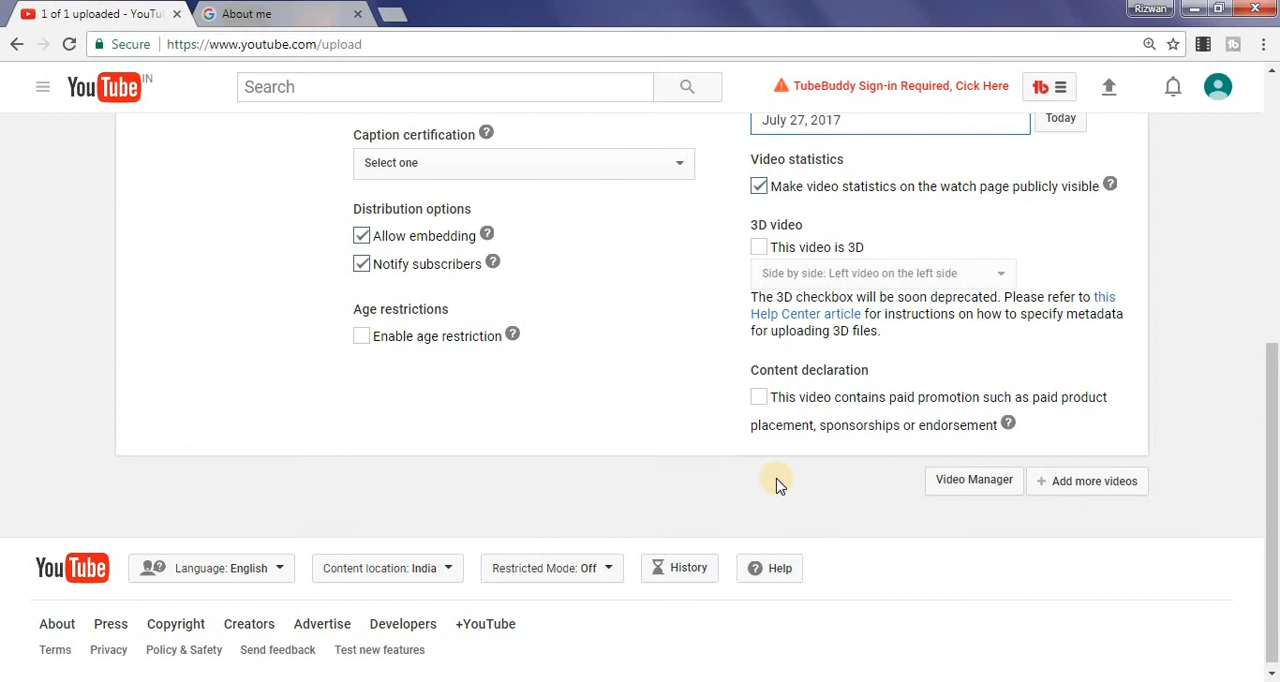 1 of 1 uploaded - YouTu
About me
Rizwan
Secure
https://www.youtube.com/upload
YouTube IN
Search
TubeBuddy Sign-in Required, Click Here
tb
July 27, 2017
Today
Caption certification ?
Select one
Video statistics
Make video statistics on the watch page publicly visible ?
Distribution options
Allow embedding ?
Notify subscribers ?
3D video
This video is 3D
Side by side: Left video on the left side
The 3D checkbox will be soon deprecated. Please refer to this
Help Center article for instructions on how to specify metadata
for uploading 3D files.
Age restrictions
Enable age restriction ?
Content declaration
This video contains paid promotion such as paid product
placement, sponsorships or endorsement ?
Video Manager
+ Add more videos
YouTube
Language: English
Content location: India
Restricted Mode: Off
History
? Help
About Press Copyright Creators Advertise Developers +YouTube
Terms Privacy Policy & Safety Send feedback Test new features